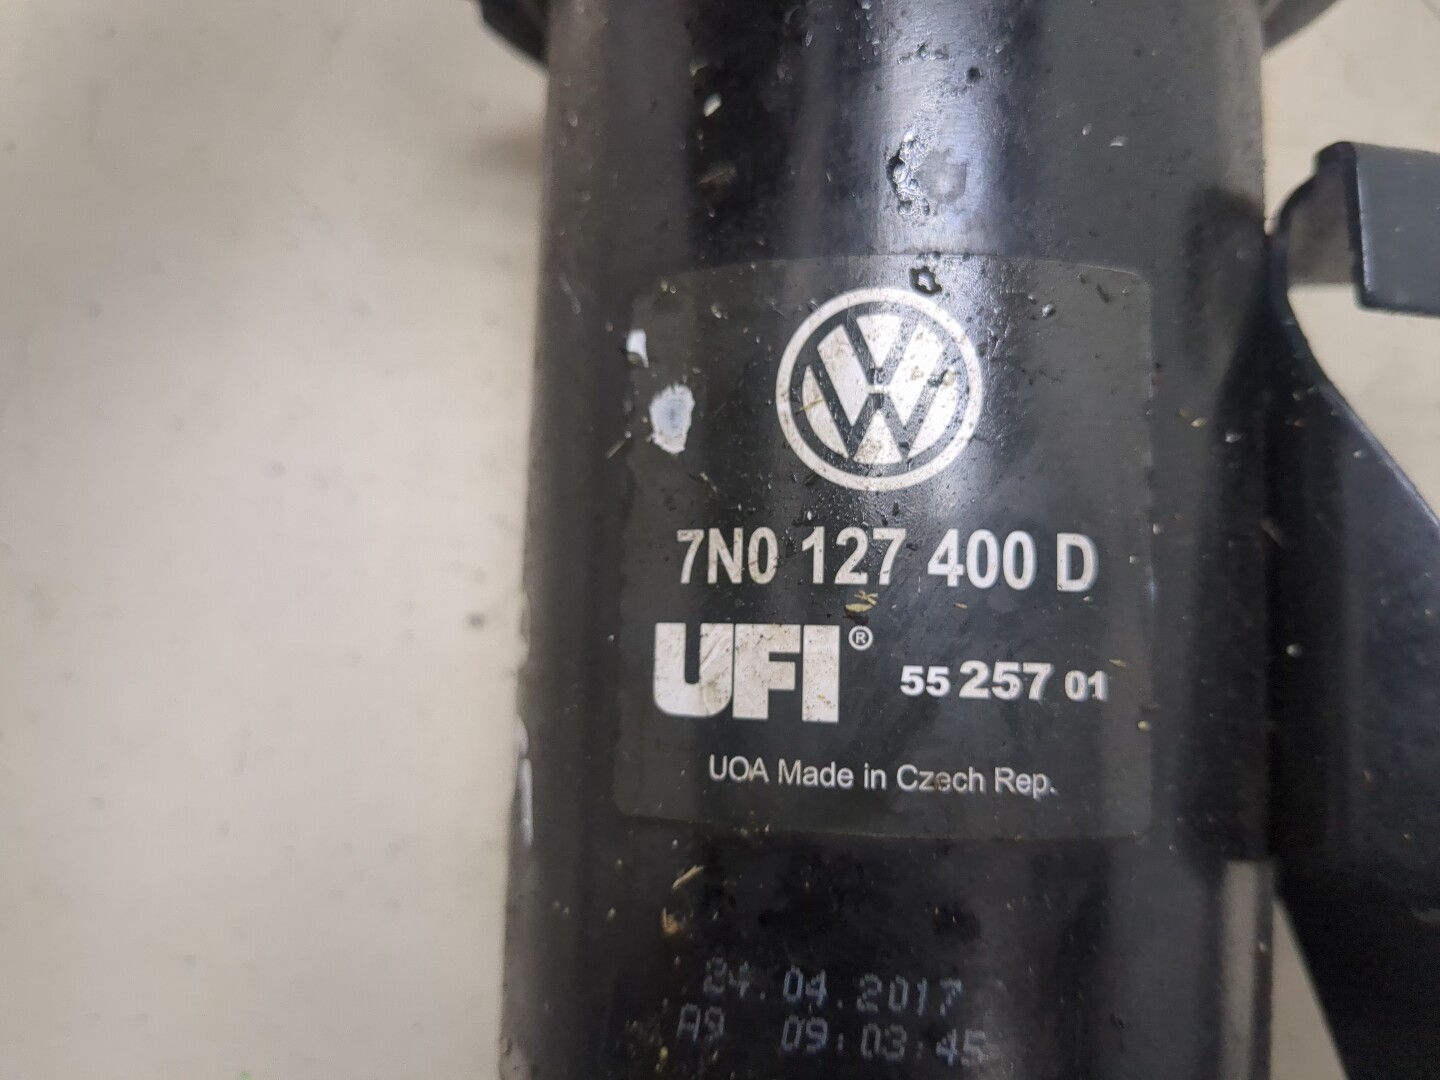 7N0 127 400 D
UFI® 55 257 01
UOA Made in Czech Rep.
24.04.2017
A9 09:03:45